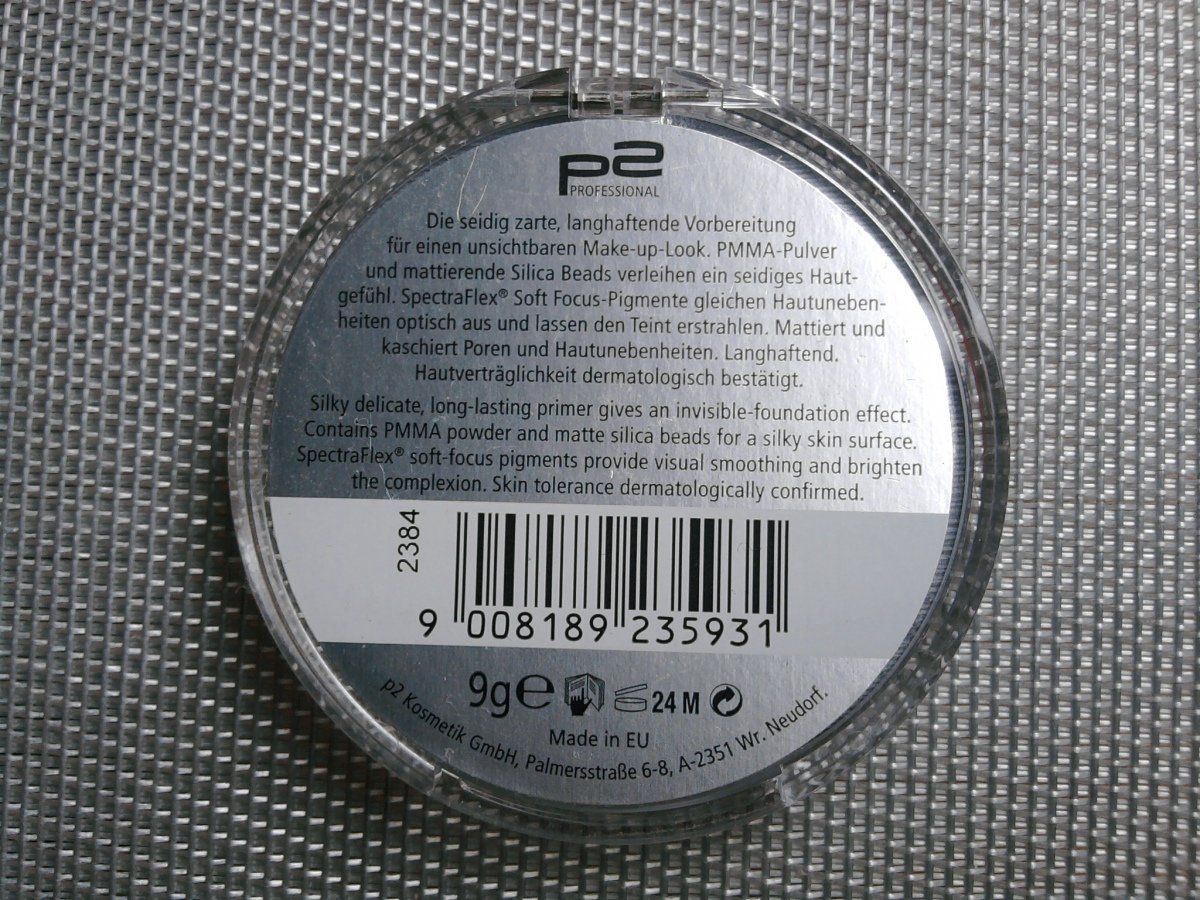 p2
PROFESSIONAL
Die seidig zarte, langhaftende Vorbereitung
für einen unsichtbaren Make-up-Look. PMMA-Pulver
und mattierende Silica Beads verleihen ein seidiges Haut-
gefühl. SpectraFlex® Soft Focus-Pigmente gleichen Hautuneben-
heiten optisch aus und lassen den Teint erstrahlen. Mattiert und
kaschiert Poren und Hautunebenheiten. Langhaftend.
Hautverträglichkeit dermatologisch bestätigt.
Silky delicate, long-lasting primer gives an invisible-foundation effect.
Contains PMMA powder and matte silica beads for a silky skin surface.
SpectraFlex® soft-focus pigments provide visual smoothing and brighten
the complexion. Skin tolerance dermatologically confirmed.
2384
9 008189 235931
9g℮ 24 M
Made in EU
p2 Kosmetik GmbH, Palmersstraße 6-8, A-2351 Wr. Neudorf.